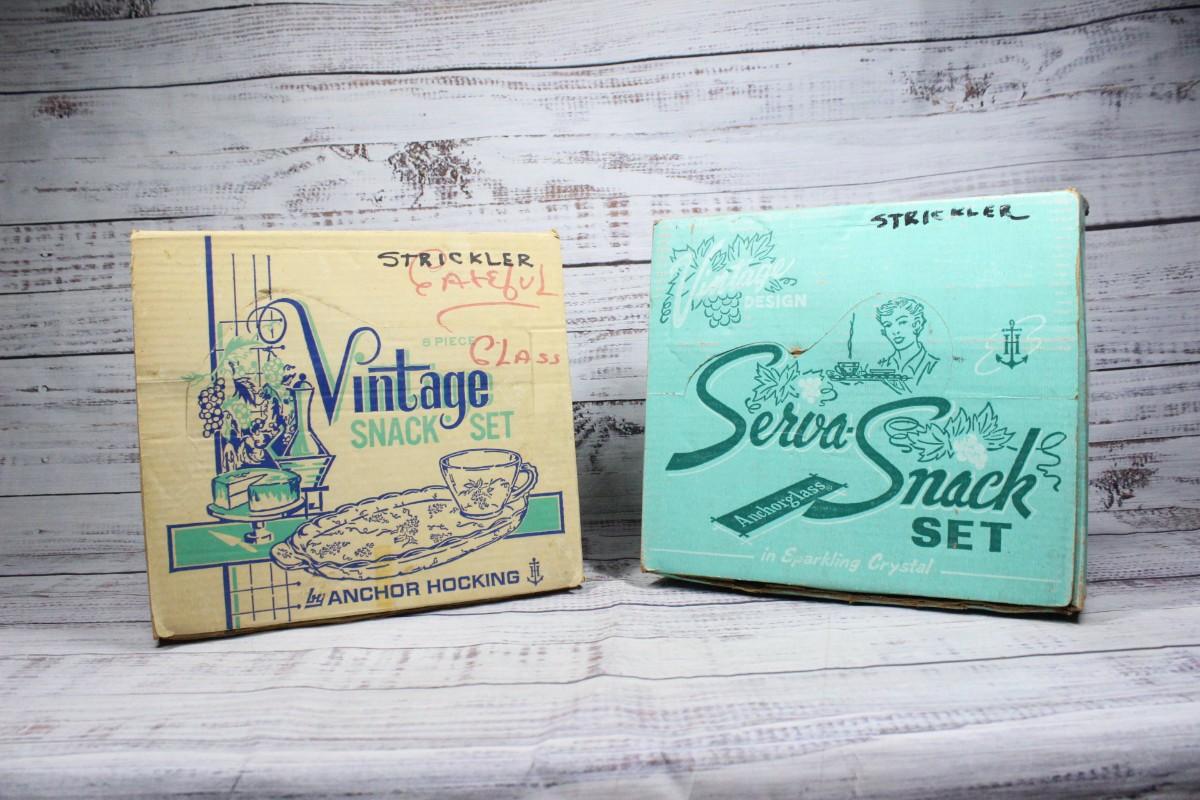 STRICKLER
CATEFUL
GLASS
8 PIECE
Vintage
SNACK SET
by ANCHOR HOCKING
STRICKLER
Vintage
DESIGN
Serva-Snack
SET
Anchorglass®
in Sparkling Crystal